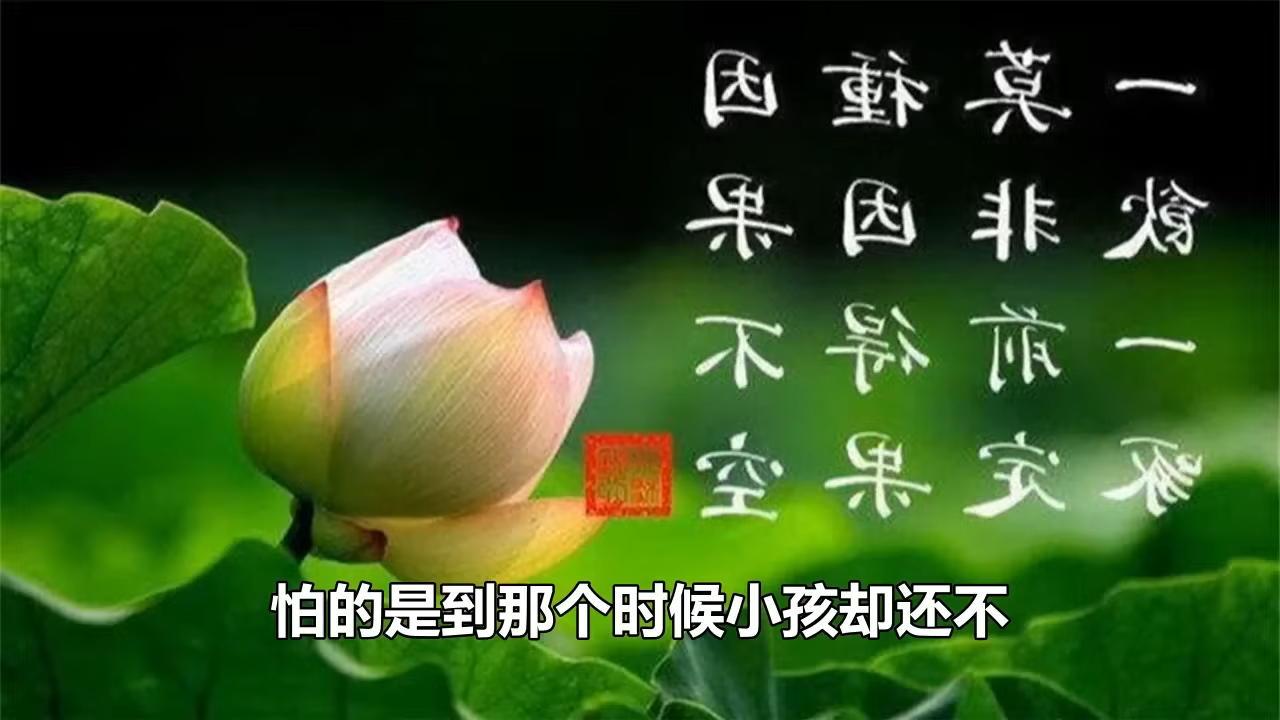 一飲一啄
莫非前定
種因得果
因果不空
怕的是到那个时候小孩却还不